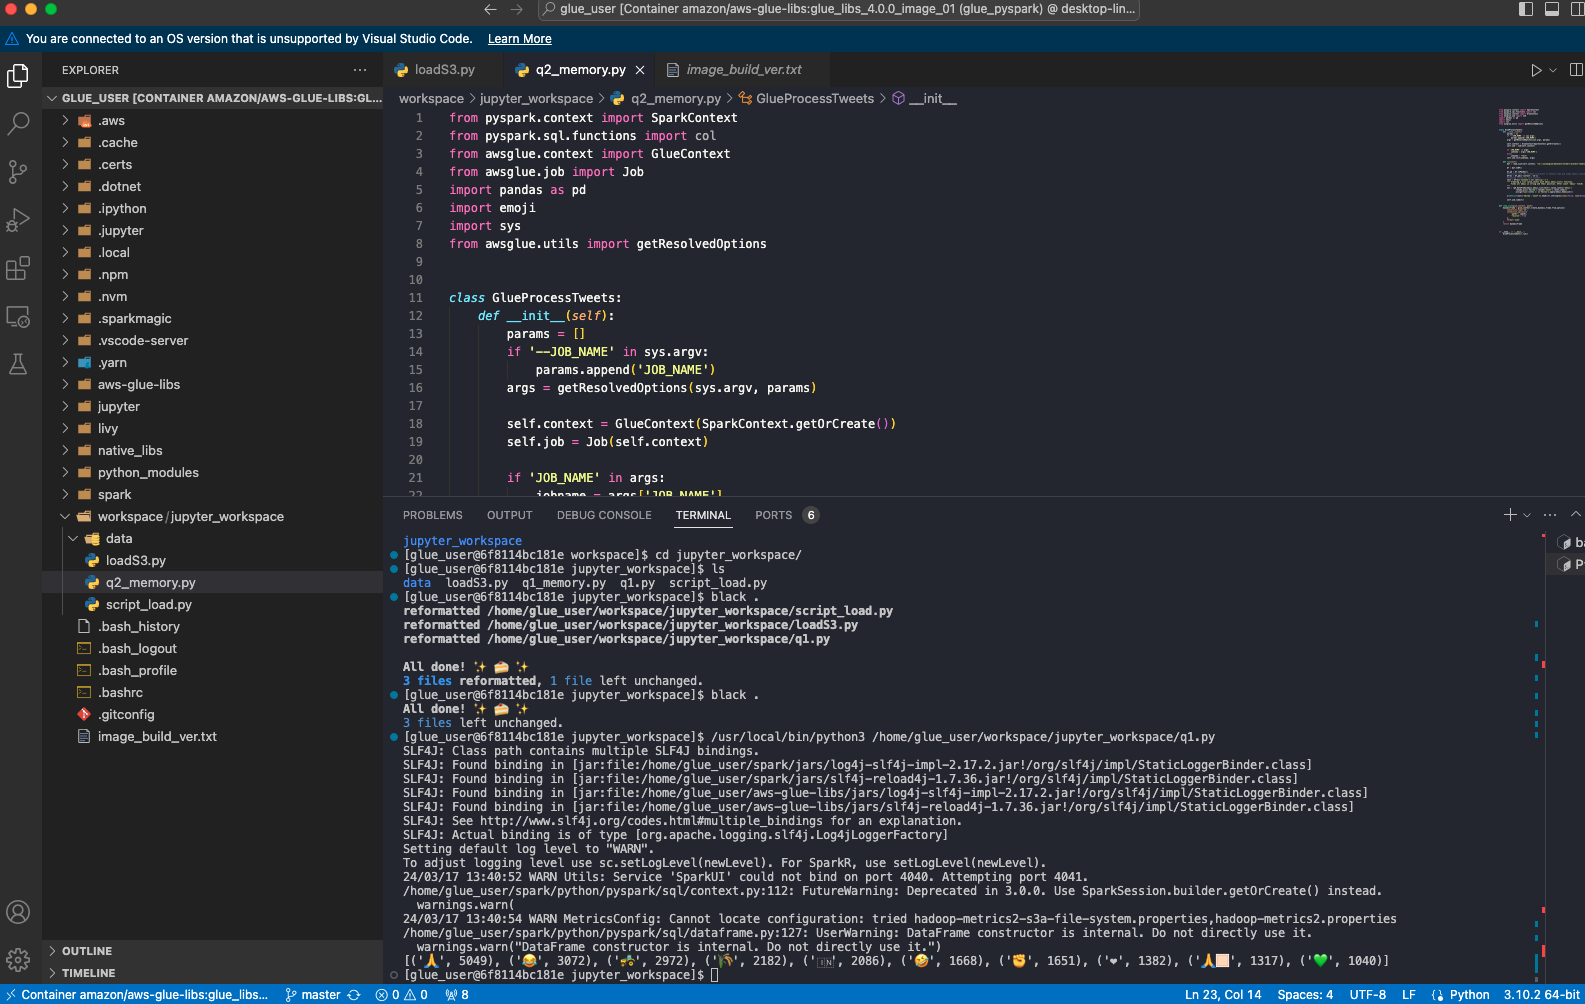 glue_user [Container amazon/aws-glue-libs:glue_libs_4.0.0_image_01 (glue_pyspark) @ desktop-lin...
You are connected to an OS version that is unsupported by Visual Studio Code. Learn More
EXPLORER
GLUE_USER [CONTAINER AMAZON/AWS-GLUE-LIBS:GL...
.aws
.cache
.certs
.dotnet
.ipython
.jupyter
.local
.npm
.nvm
.sparkmagic
.vscode-server
.yarn
aws-glue-libs
jupyter
livy
native_libs
python_modules
spark
workspace/jupyter_workspace
data
loadS3.py
q2_memory.py
script_load.py
.bash_history
.bash_logout
.bash_profile
.bashrc
.gitconfig
image_build_ver.txt
OUTLINE
TIMELINE
loadS3.py q2_memory.py image_build_ver.txt
workspace > jupyter_workspace > q2_memory.py > GlueProcessTweets > __init__
1 from pyspark.context import SparkContext
2 from pyspark.sql.functions import col
3 from awsglue.context import GlueContext
4 from awsglue.job import Job
5 import pandas as pd
6 import emoji
7 import sys
8 from awsglue.utils import getResolvedOptions
9
10
11 class GlueProcessTweets:
12 def __init__(self):
13 params = []
14 if '--JOB_NAME' in sys.argv:
15 params.append('JOB_NAME')
16 args = getResolvedOptions(sys.argv, params)
17
18 self.context = GlueContext(SparkContext.getOrCreate())
19 self.job = Job(self.context)
20
21 if 'JOB_NAME' in args:
22 jobname = args['JOB_NAME']
PROBLEMS OUTPUT DEBUG CONSOLE TERMINAL PORTS 6
jupyter_workspace
[glue_user@6f8114bc181e workspace]$ cd jupyter_workspace/
[glue_user@6f8114bc181e jupyter_workspace]$ ls
data loadS3.py q1_memory.py q1.py script_load.py
[glue_user@6f8114bc181e jupyter_workspace]$ black .
reformatted /home/glue_user/workspace/jupyter_workspace/script_load.py
reformatted /home/glue_user/workspace/jupyter_workspace/loadS3.py
reformatted /home/glue_user/workspace/jupyter_workspace/q1.py
All done! ✨ 🍰 ✨
3 files reformatted, 1 file left unchanged.
[glue_user@6f8114bc181e jupyter_workspace]$ black .
All done! ✨ 🍰 ✨
3 files left unchanged.
[glue_user@6f8114bc181e jupyter_workspace]$ /usr/local/bin/python3 /home/glue_user/workspace/jupyter_workspace/q1.py
SLF4J: Class path contains multiple SLF4J bindings.
SLF4J: Found binding in [jar:file:/home/glue_user/spark/jars/log4j-slf4j-impl-2.17.2.jar!/org/slf4j/impl/StaticLoggerBinder.class]
SLF4J: Found binding in [jar:file:/home/glue_user/spark/jars/slf4j-reload4j-1.7.36.jar!/org/slf4j/impl/StaticLoggerBinder.class]
SLF4J: Found binding in [jar:file:/home/glue_user/aws-glue-libs/jars/log4j-slf4j-impl-2.17.2.jar!/org/slf4j/impl/StaticLoggerBinder.class]
SLF4J: Found binding in [jar:file:/home/glue_user/aws-glue-libs/jars/slf4j-reload4j-1.7.36.jar!/org/slf4j/impl/StaticLoggerBinder.class]
SLF4J: See http://www.slf4j.org/codes.html#multiple_bindings for an explanation.
SLF4J: Actual binding is of type [org.apache.logging.slf4j.Log4jLoggerFactory]
Setting default log level to "WARN".
To adjust logging level use sc.setLogLevel(newLevel). For SparkR, use setLogLevel(newLevel).
24/03/17 13:40:52 WARN Utils: Service 'SparkUI' could not bind on port 4040. Attempting port 4041.
/home/glue_user/spark/python/pyspark/sql/context.py:112: FutureWarning: Deprecated in 3.0.0. Use SparkSession.builder.getOrCreate() instead.
warnings.warn(
24/03/17 13:40:54 WARN MetricsConfig: Cannot locate configuration: tried hadoop-metrics2-s3a-file-system.properties,hadoop-metrics2.properties
/home/glue_user/spark/python/pyspark/sql/dataframe.py:127: UserWarning: DataFrame constructor is internal. Do not directly use it.
warnings.warn("DataFrame constructor is internal. Do not directly use it.")
[('🙏', 5049), ('😂', 3072), ('🚜', 2972), ('🌾', 2182), ('🇮🇳', 2086), ('🤣', 1668), ('✊', 1651), ('❤', 1382), ('🙏🏻', 1317), ('💚', 1040)]
[glue_user@6f8114bc181e jupyter_workspace]$
Container amazon/aws-glue-libs:glue_libs... master 0 0 8 Ln 23, Col 14 Spaces: 4 UTF-8 LF Python 3.10.2 64-bit